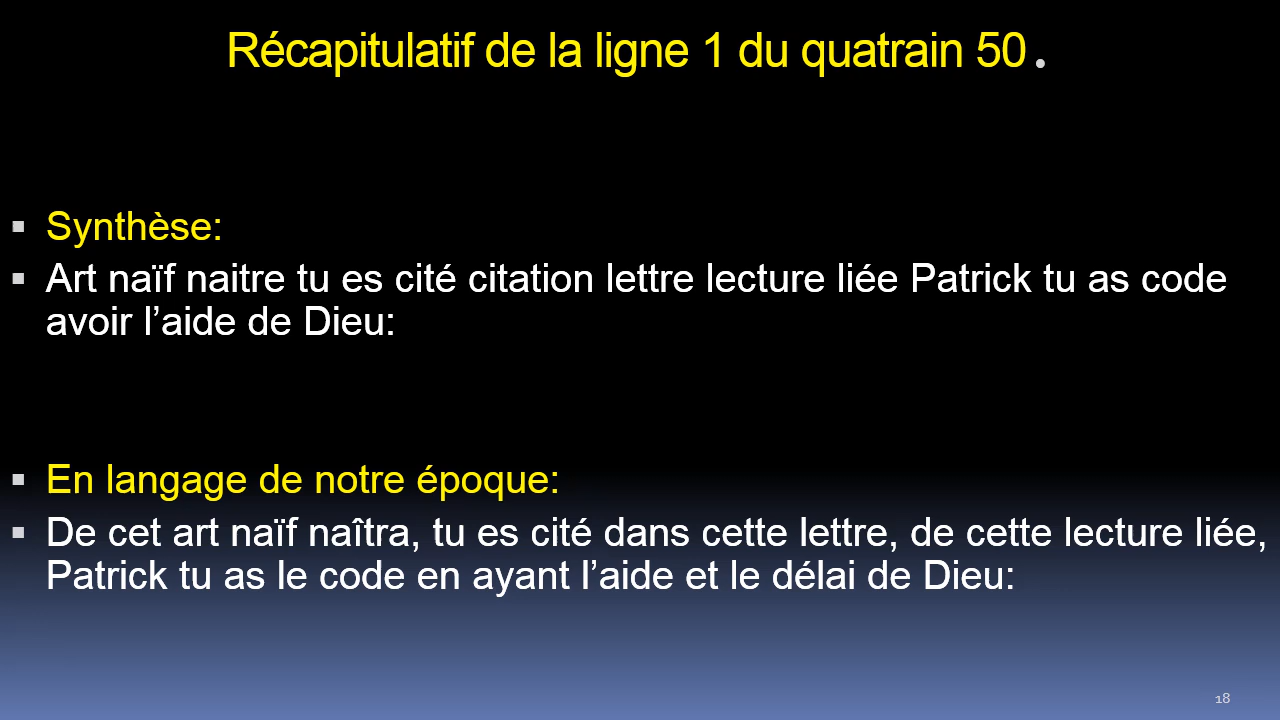 Récapitulatif de la ligne 1 du quatrain 50.
Synthèse:
Art naïf naitre tu es cité citation lettre lecture liée Patrick tu as code
avoir l’aide de Dieu:
En langage de notre époque:
De cet art naïf naîtra, tu es cité dans cette lettre, de cette lecture liée,
Patrick tu as le code en ayant l’aide et le délai de Dieu:
18